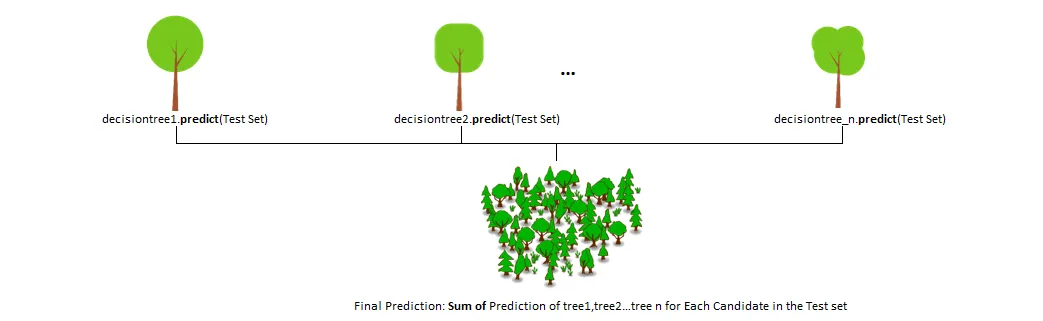 ...
decisiontree1.predict(Test Set)
decisiontree2.predict(Test Set)
decisiontree_n.predict(Test Set)
Final Prediction: Sum of Prediction of tree1,tree2...tree n for Each Candidate in the Test set